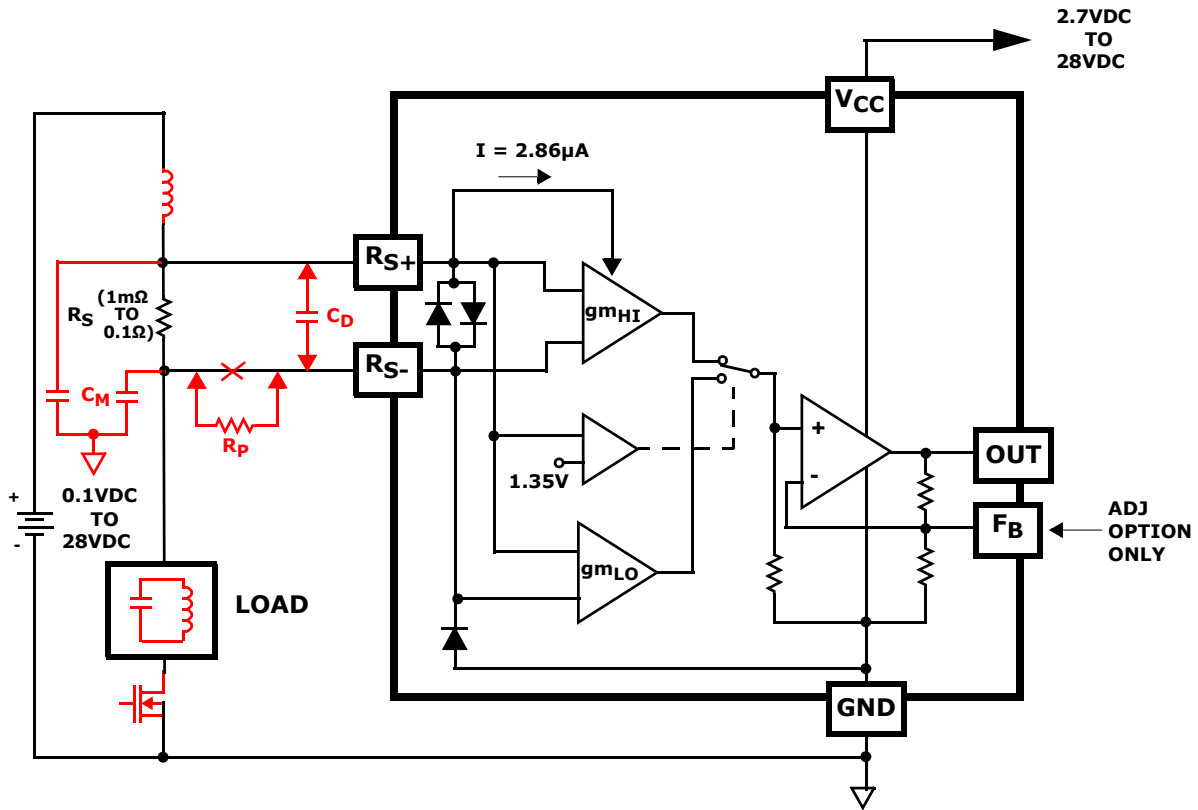 2.7VDC
TO
28VDC
VCC
I = 2.86µA
RS+
gmHI
RS
(1mΩ
TO
0.1Ω)
CD
RS-
CM
RP
+
-
0.1VDC
TO
28VDC
1.35V
+
-
OUT
FB
ADJ
OPTION
ONLY
gmLO
LOAD
GND